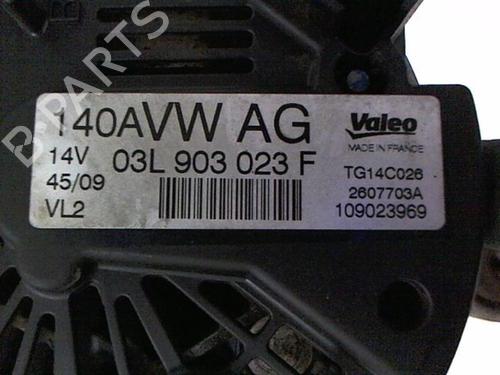 B-PARTS
140A VW AG
14V 03L 903 023 F
45/09
VL2
Valeo
MADE IN FRANCE
TG14C026
2607703A
109023969